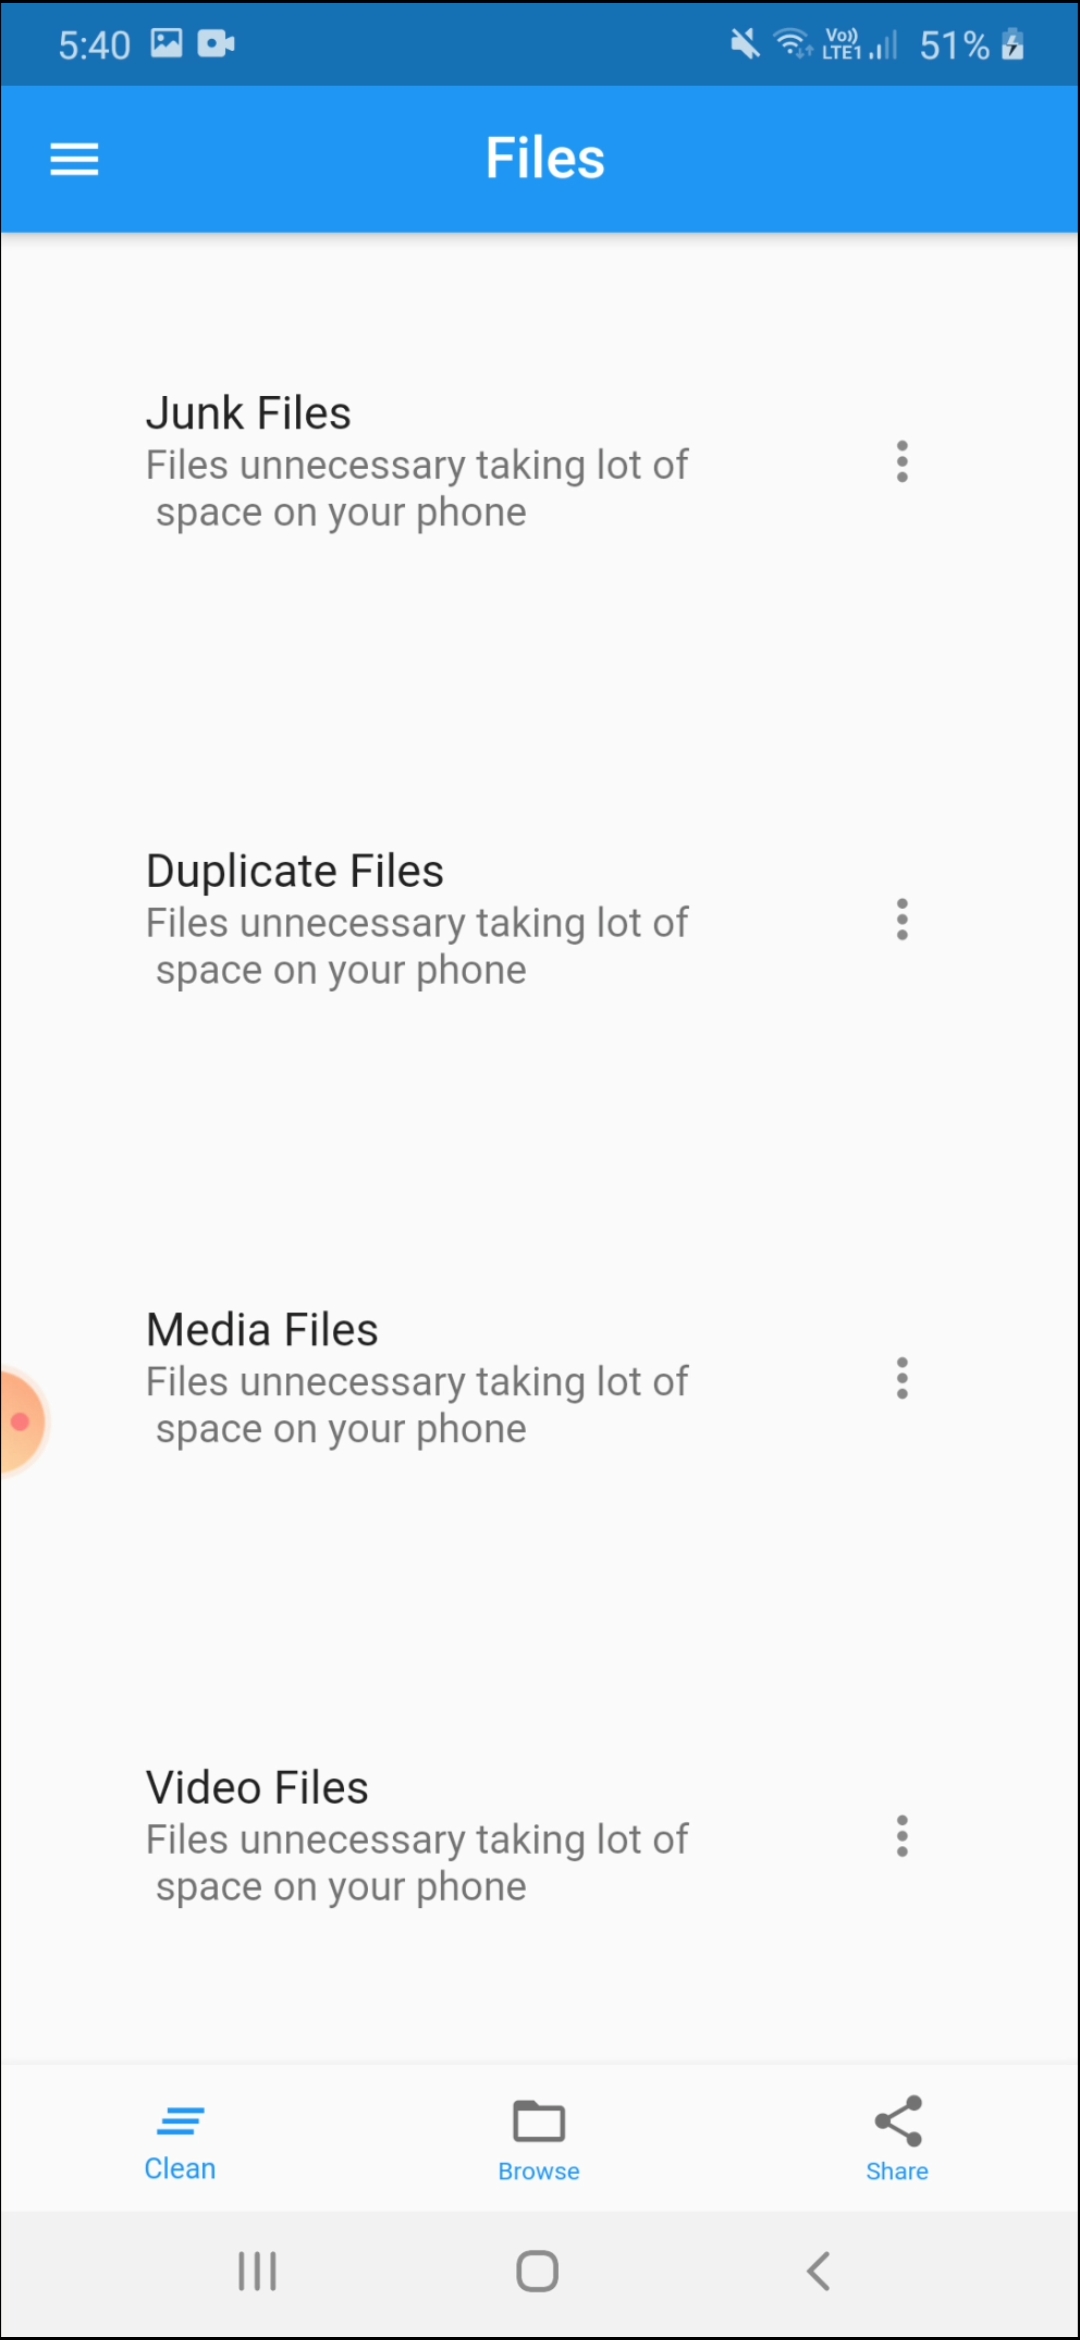 5:40 Vo)) LTE1 51%
Files
Junk Files
Files unnecessary taking lot of
space on your phone
Duplicate Files
Files unnecessary taking lot of
space on your phone
Media Files
Files unnecessary taking lot of
space on your phone
Video Files
Files unnecessary taking lot of
space on your phone
Clean Browse Share